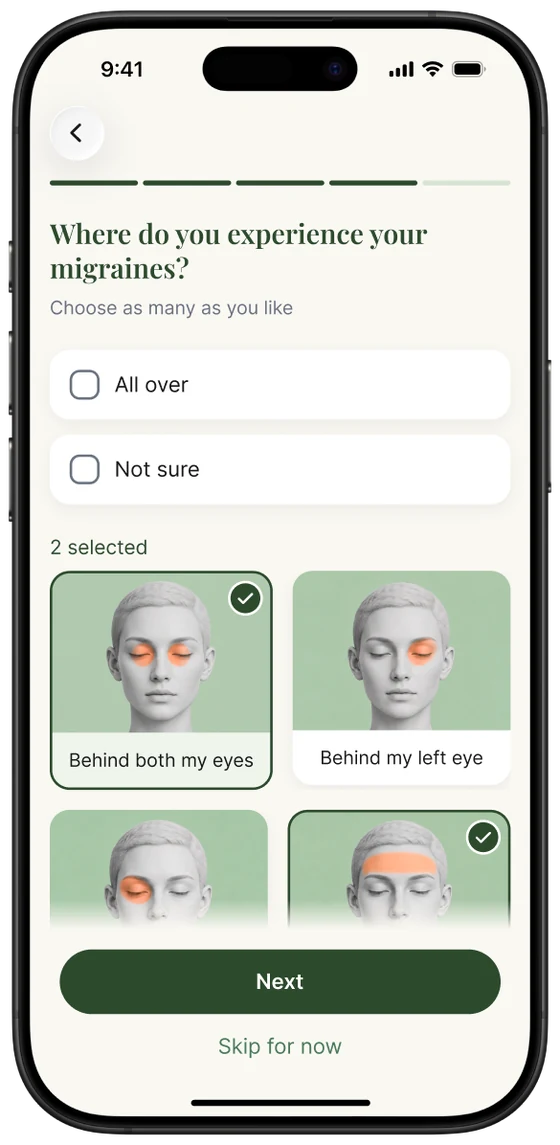 9:41
Where do you experience your
migraines?
Choose as many as you like
All over
Not sure
2 selected
Behind both my eyes
Behind my left eye
Next
Skip for now